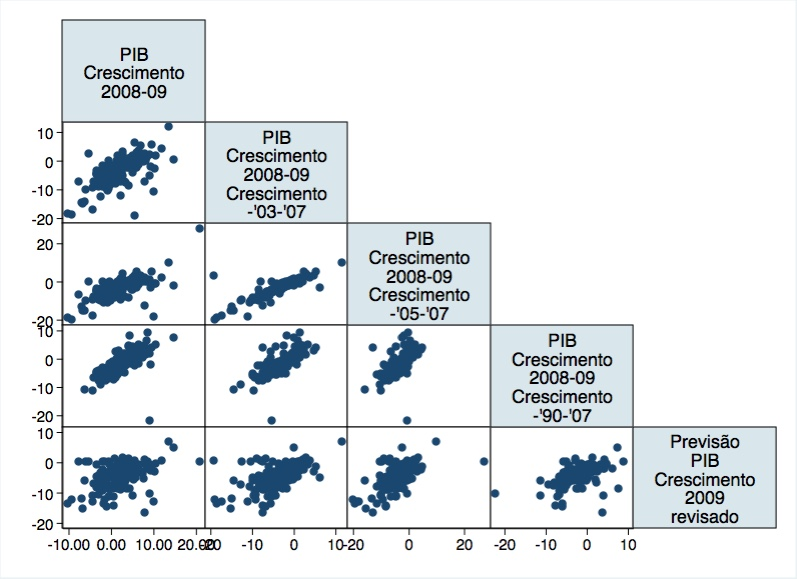 PIB
Crescimento
2008-09
10
0
-10
-20
PIB
Crescimento
2008-09
Crescimento
-'03-'07
20
0
-20
PIB
Crescimento
2008-09
Crescimento
-'05-'07
10
0
-10
-20
PIB
Crescimento
2008-09
Crescimento
-'90-'07
10
0
-10
-20
Previsão
PIB
Crescimento
2009
revisado
-10.00 0.00 10.00 20.00
-20 -10 0 10
-20 0 20
-20 -10 0 10